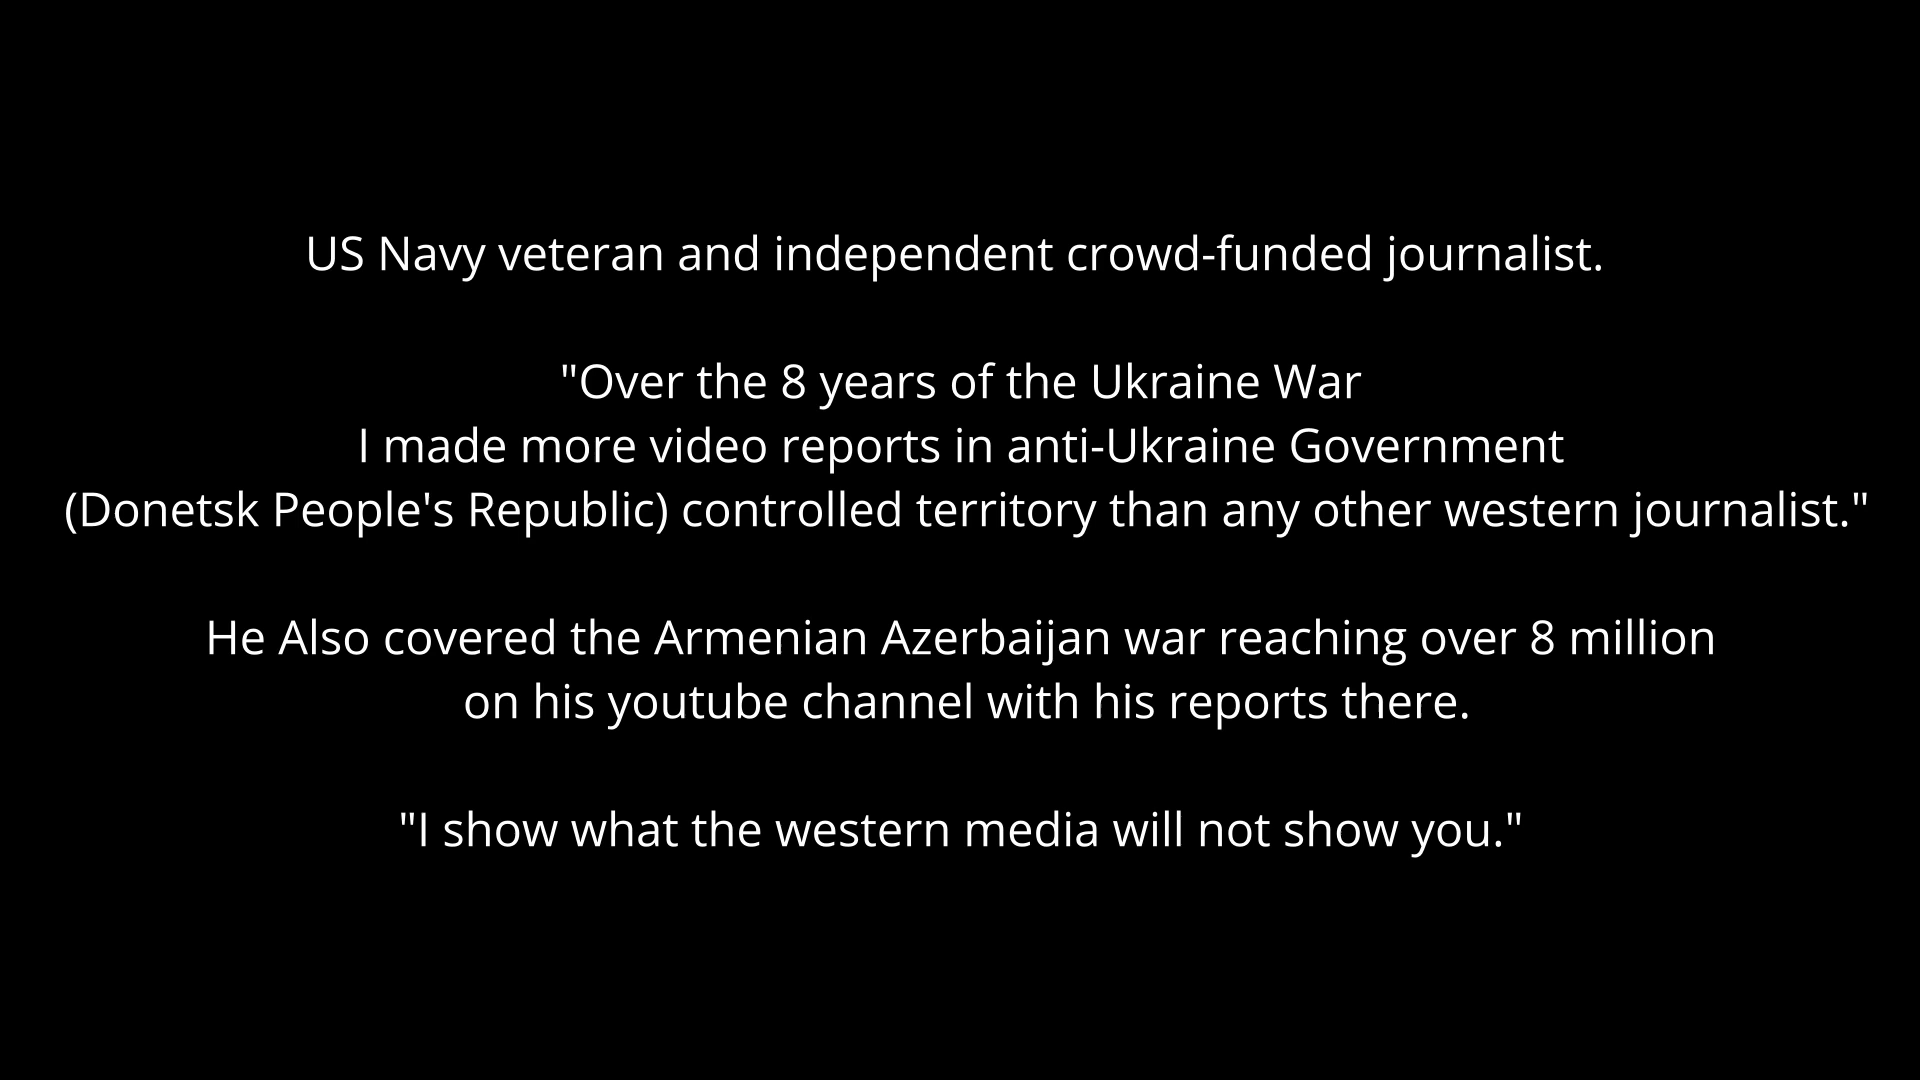 US Navy veteran and independent crowd-funded journalist.
"Over the 8 years of the Ukraine War
I made more video reports in anti-Ukraine Government
(Donetsk People's Republic) controlled territory than any other western journalist."
He Also covered the Armenian Azerbaijan war reaching over 8 million
on his youtube channel with his reports there.
"I show what the western media will not show you."